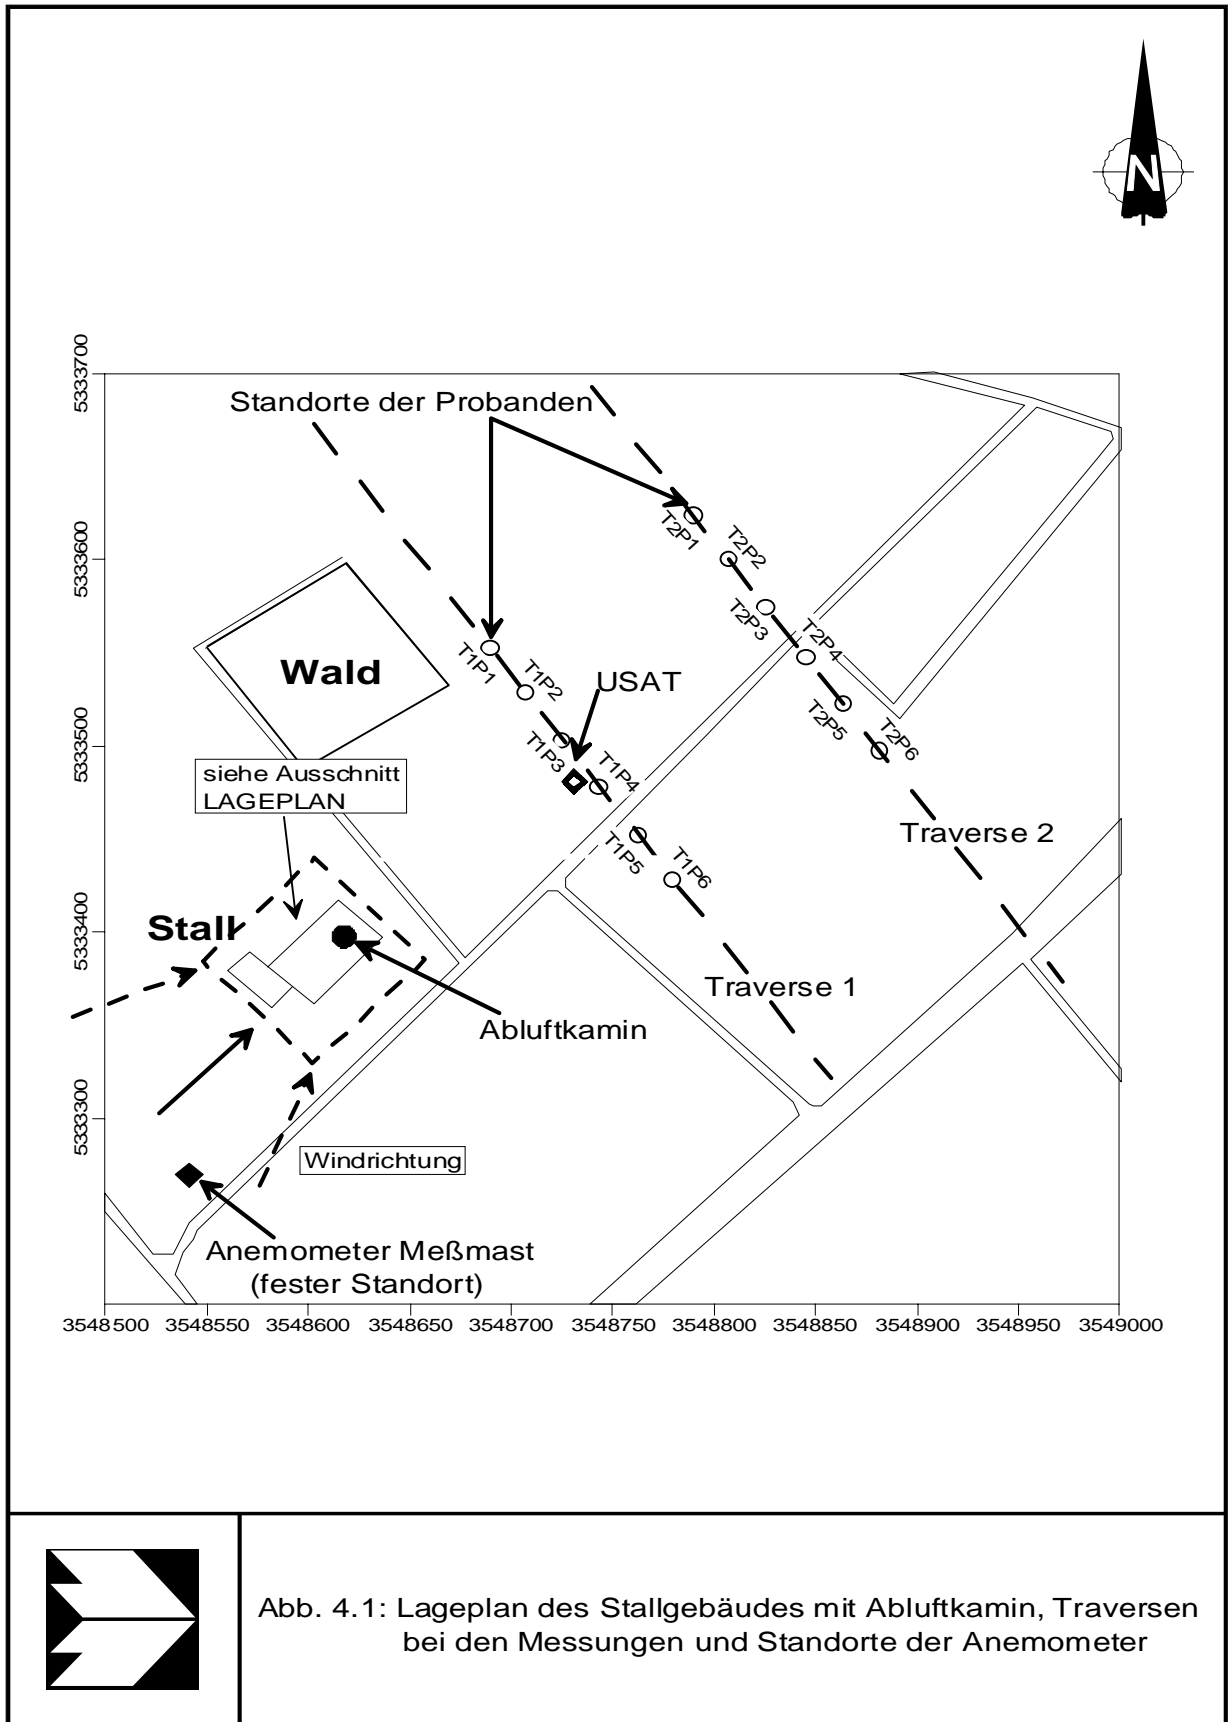 N
5333700
Standorte der Probanden
T2P1
T2P2
5333600
T2P3
T2P4
T1P1
Wald
T1P2
USAT
T2P5
T2P6
5333500
T1P3
T1P4
siehe Ausschnitt
LAGEPLAN
Traverse 2
T1P5
T1P6
5333400
Stall
Traverse 1
Abluftkamin
5333300
Windrichtung
Anemometer Meßmast
(fester Standort)
3548500 3548550 3548600 3548650 3548700 3548750 3548800 3548850 3548900 3548950 3549000
Abb. 4.1: Lageplan des Stallgebäudes mit Abluftkamin, Traversen
bei den Messungen und Standorte der Anemometer